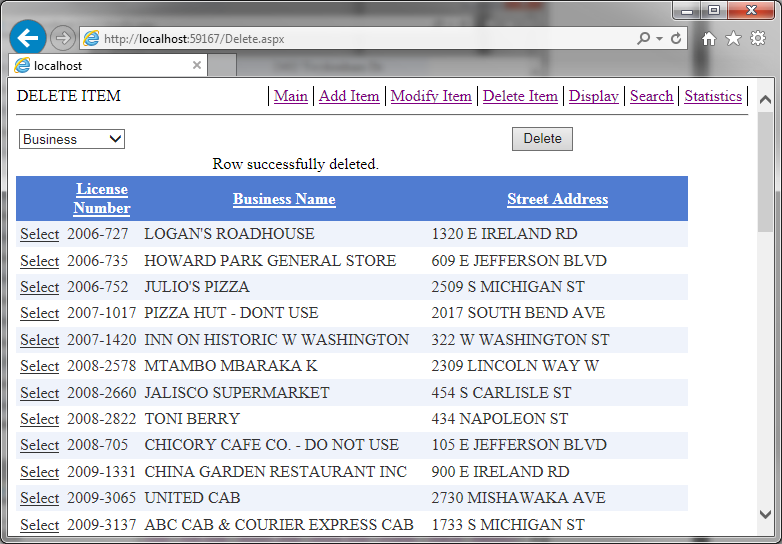 http://localhost:59167/Delete.aspx
localhost
DELETE ITEM
Main | Add Item | Modify Item | Delete Item | Display | Search | Statistics
Business
Delete
Row successfully deleted.
License Number Business Name Street Address
Select 2006-727 LOGAN'S ROADHOUSE 1320 E IRELAND RD
Select 2006-735 HOWARD PARK GENERAL STORE 609 E JEFFERSON BLVD
Select 2006-752 JULIO'S PIZZA 2509 S MICHIGAN ST
Select 2007-1017 PIZZA HUT - DONT USE 2017 SOUTH BEND AVE
Select 2007-1420 INN ON HISTORIC W WASHINGTON 322 W WASHINGTON ST
Select 2008-2578 MTAMBO MBARAKA K 2309 LINCOLN WAY W
Select 2008-2660 JALISCO SUPERMARKET 454 S CARLISLE ST
Select 2008-2822 TONI BERRY 434 NAPOLEON ST
Select 2008-705 CHICORY CAFE CO. - DO NOT USE 105 E JEFFERSON BLVD
Select 2009-1331 CHINA GARDEN RESTAURANT INC 900 E IRELAND RD
Select 2009-3065 UNITED CAB 2730 MISHAWAKA AVE
Select 2009-3137 ABC CAB & COURIER EXPRESS CAB 1733 S MICHIGAN ST